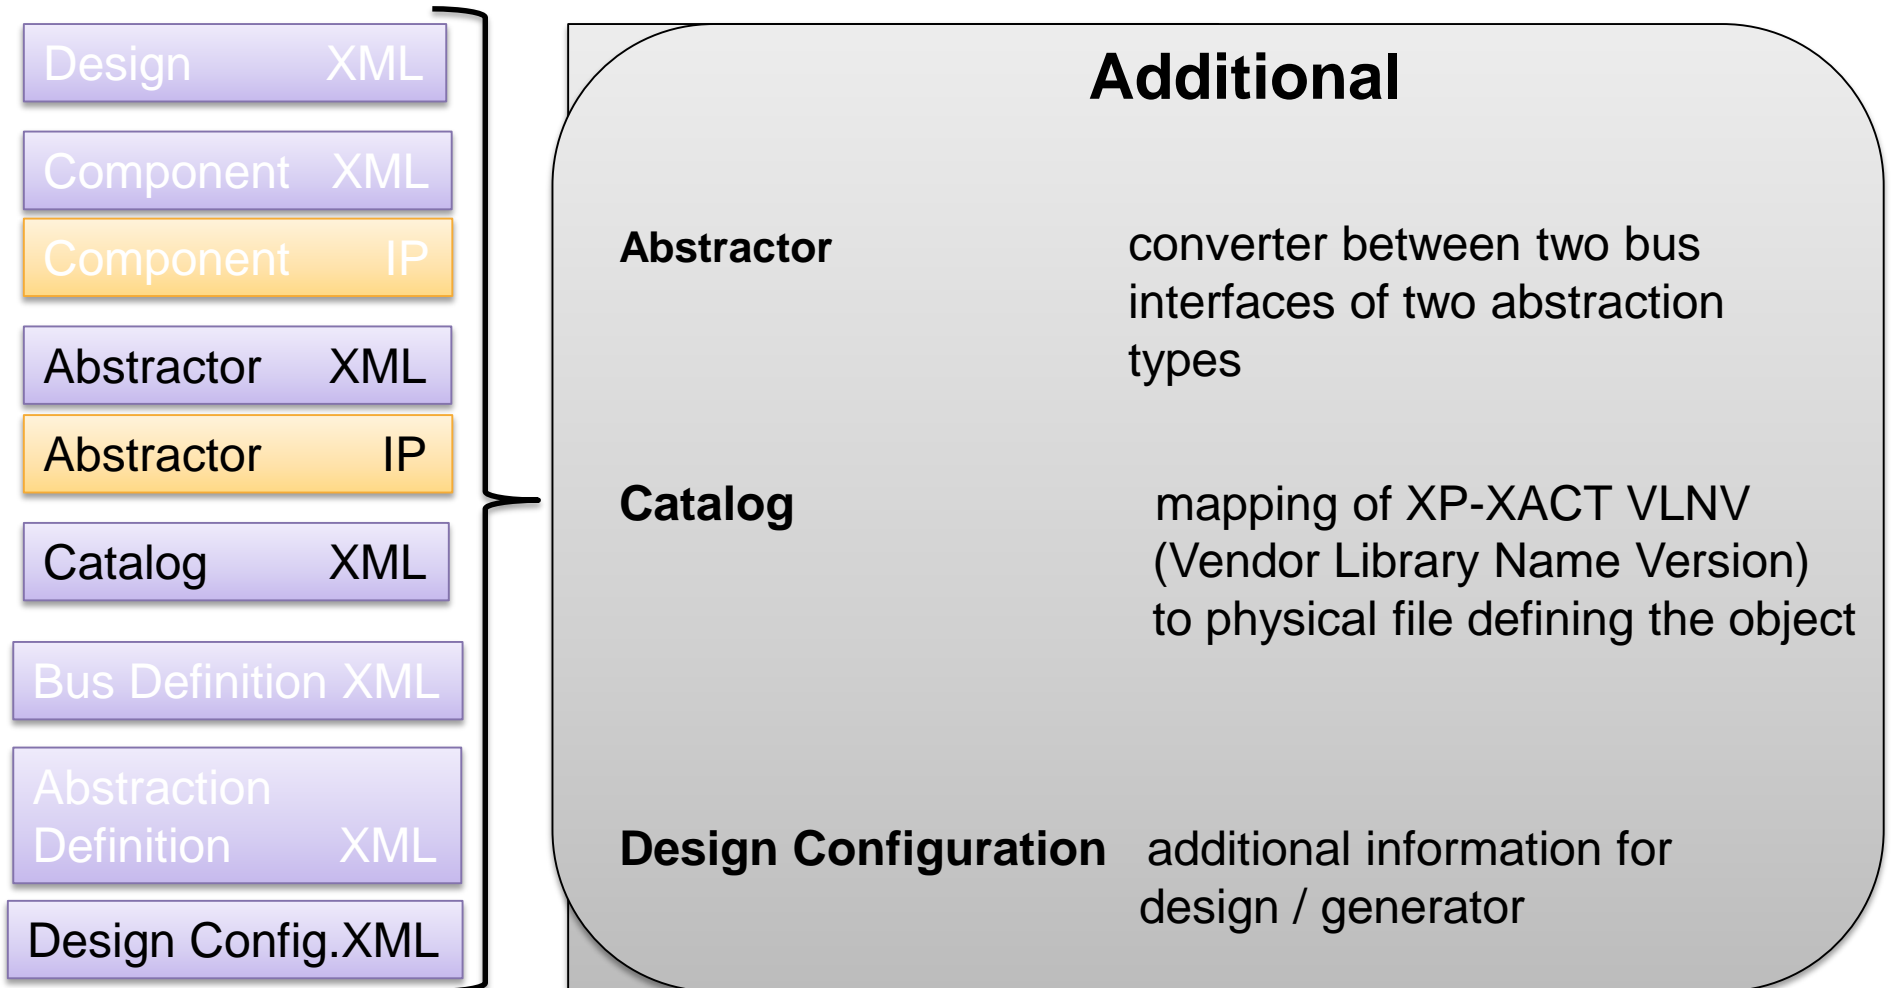 Design XML
Component XML
Component IP
Abstractor XML
Abstractor IP
Catalog XML
Bus Definition XML
Abstraction
Definition XML
Design Config.XML
Additional
Abstractor converter between two bus
interfaces of two abstraction
types
Catalog mapping of XP-XACT VLNV
(Vendor Library Name Version)
to physical file defining the object
Design Configuration additional information for
design / generator